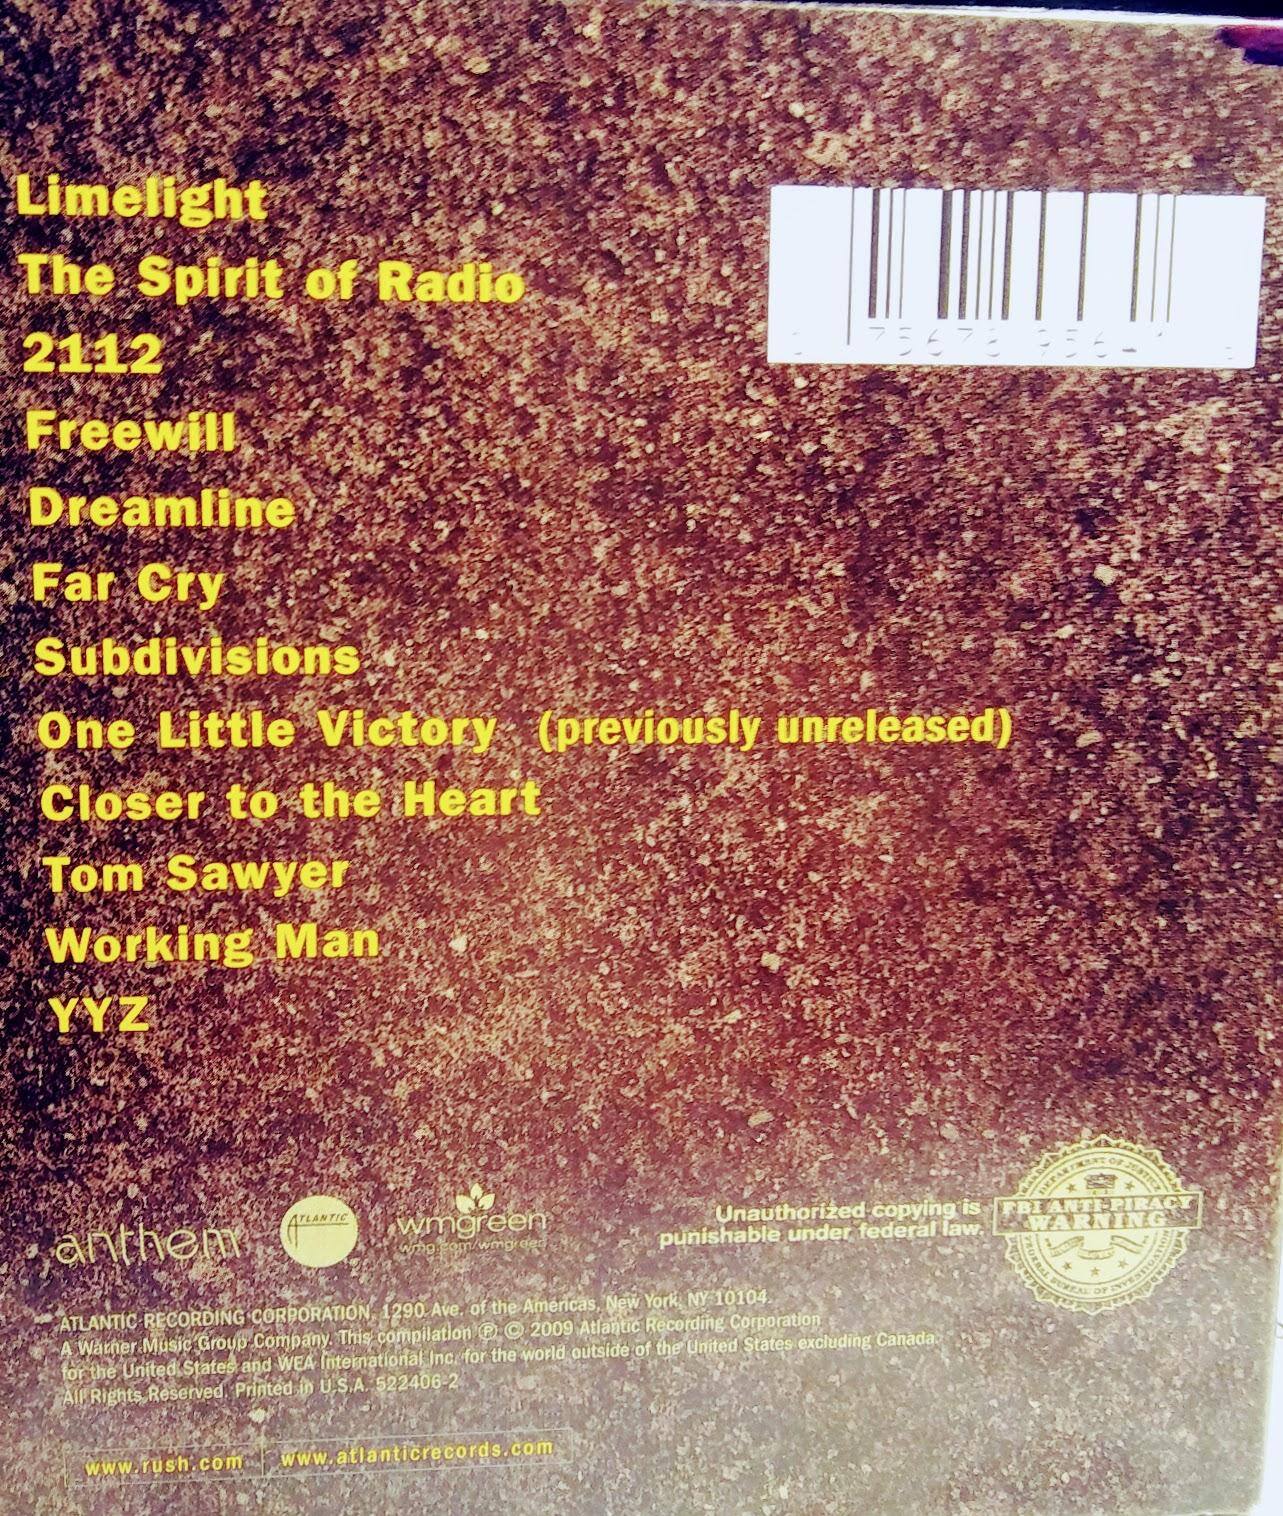 Limelight
The Spirit of Radio
2112
Freewill
Dreamline
Far Cry
Subdivisions
One Little Victory (previously unreleased)
Closer to the Heart
Tom Sawyer
Working Man
YYZ
anthem
ATLANTIC
wmgreen
wmg.com/wmgreen
Unauthorized copying is
punishable under federal law.
FBI ANTI-PIRACY
WARNING
ATLANTIC RECORDING CORPORATION, 1290 Ave. of the Americas, New York, NY 10104.
A Warner Music Group Company. This compilation ℗ © 2009 Atlantic Recording Corporation
for the United States and WEA International Inc. for the world outside of the United States excluding Canada.
All Rights Reserved. Printed in U.S.A. 522406-2
www.rush.com www.atlanticrecords.com